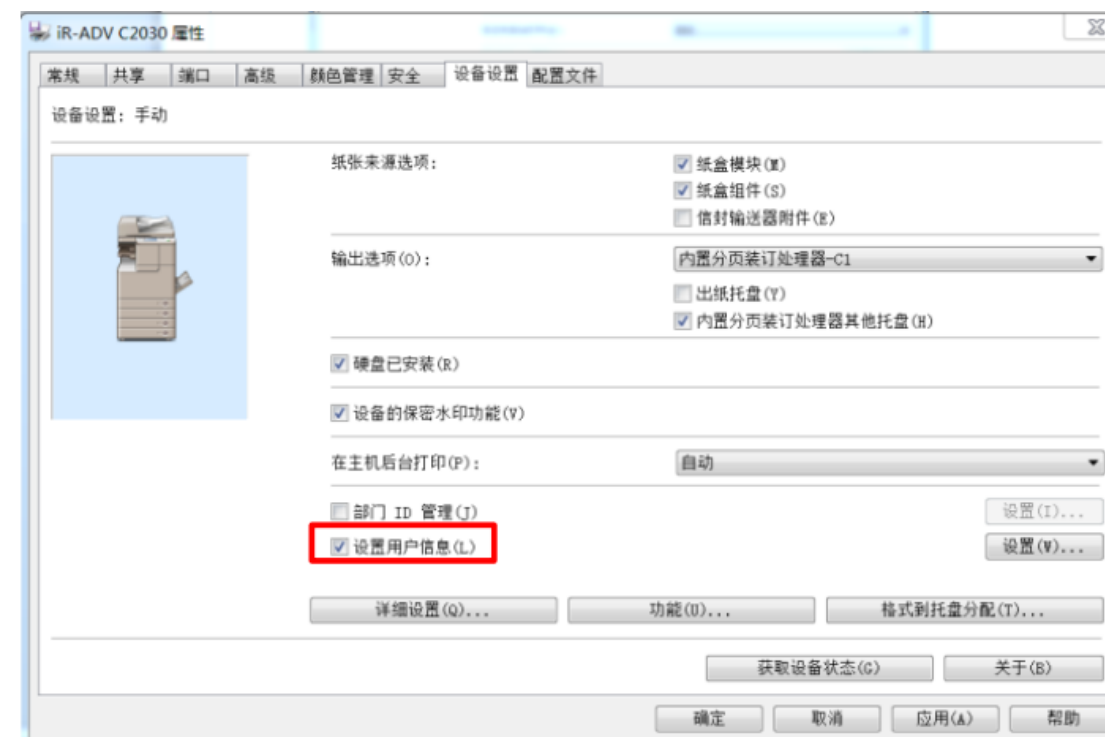 iR-ADV C2030 属性
常规 共享 端口 高级 颜色管理 安全 设备设置 配置文件
设备设置: 手动
纸张来源选项:
纸盒模块(M)
纸盒组件(S)
信封输送器附件(E)
输出选项(O):
内置分页装订处理器-C1
出纸托盘(Y)
内置分页装订处理器其他托盘(H)
硬盘已安装(R)
设备的保密水印功能(V)
在主机后台打印(P):
自动
部门 ID 管理(J)
设置(I)...
设置用户信息(L)
设置(W)...
详细设置(Q)... 功能(U)... 格式到托盘分配(T)...
获取设备状态(G) 关于(B)
确定 取消 应用(A) 帮助